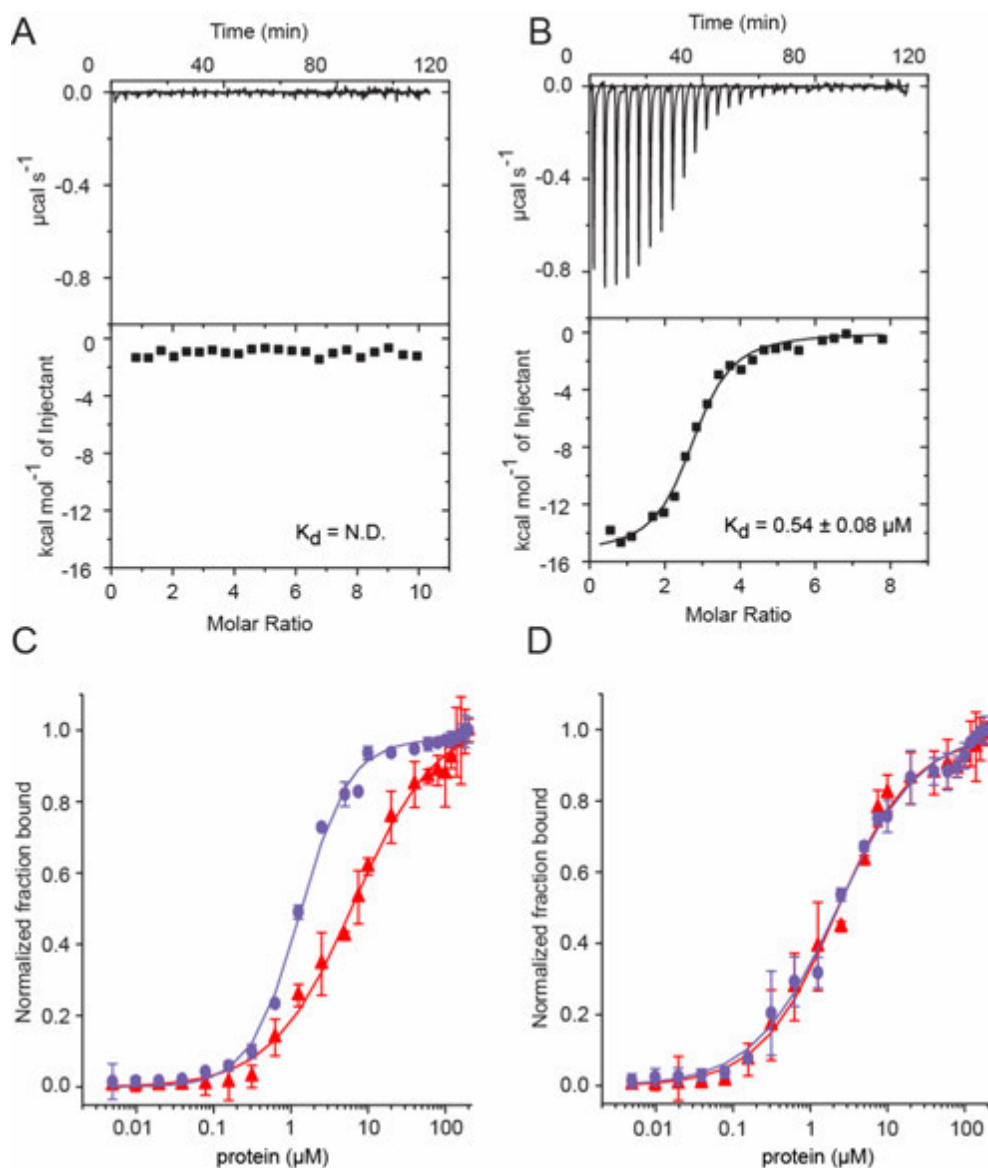 A
Time (min)
0 40 80 120
0.0
-0.4
-0.8
µcal s-1
0
-4
-8
-12
-16
kcal mol-1 of Injectant
Kd = N.D.
0 2 4 6 8 10
Molar Ratio
B
Time (min)
0 40 80 120
0.0
-0.4
-0.8
µcal s-1
0
-4
-8
-12
-16
kcal mol-1 of Injectant
Kd = 0.54 ± 0.08 µM
0 2 4 6 8
Molar Ratio
C
1.0
0.8
0.6
0.4
0.2
0.0
Normalized fraction bound
0.01 0.1 1 10 100
protein (µM)
D
1.0
0.8
0.6
0.4
0.2
0.0
Normalized fraction bound
0.01 0.1 1 10 100
protein (µM)